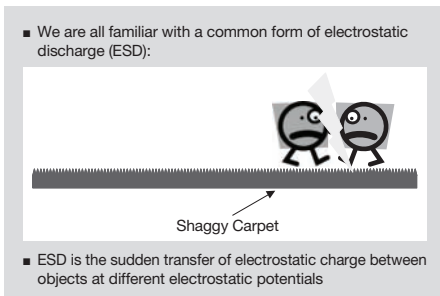 ■ We are all familiar with a common form of electrostatic
discharge (ESD):
Shaggy Carpet
■ ESD is the sudden transfer of electrostatic charge between
objects at different electrostatic potentials